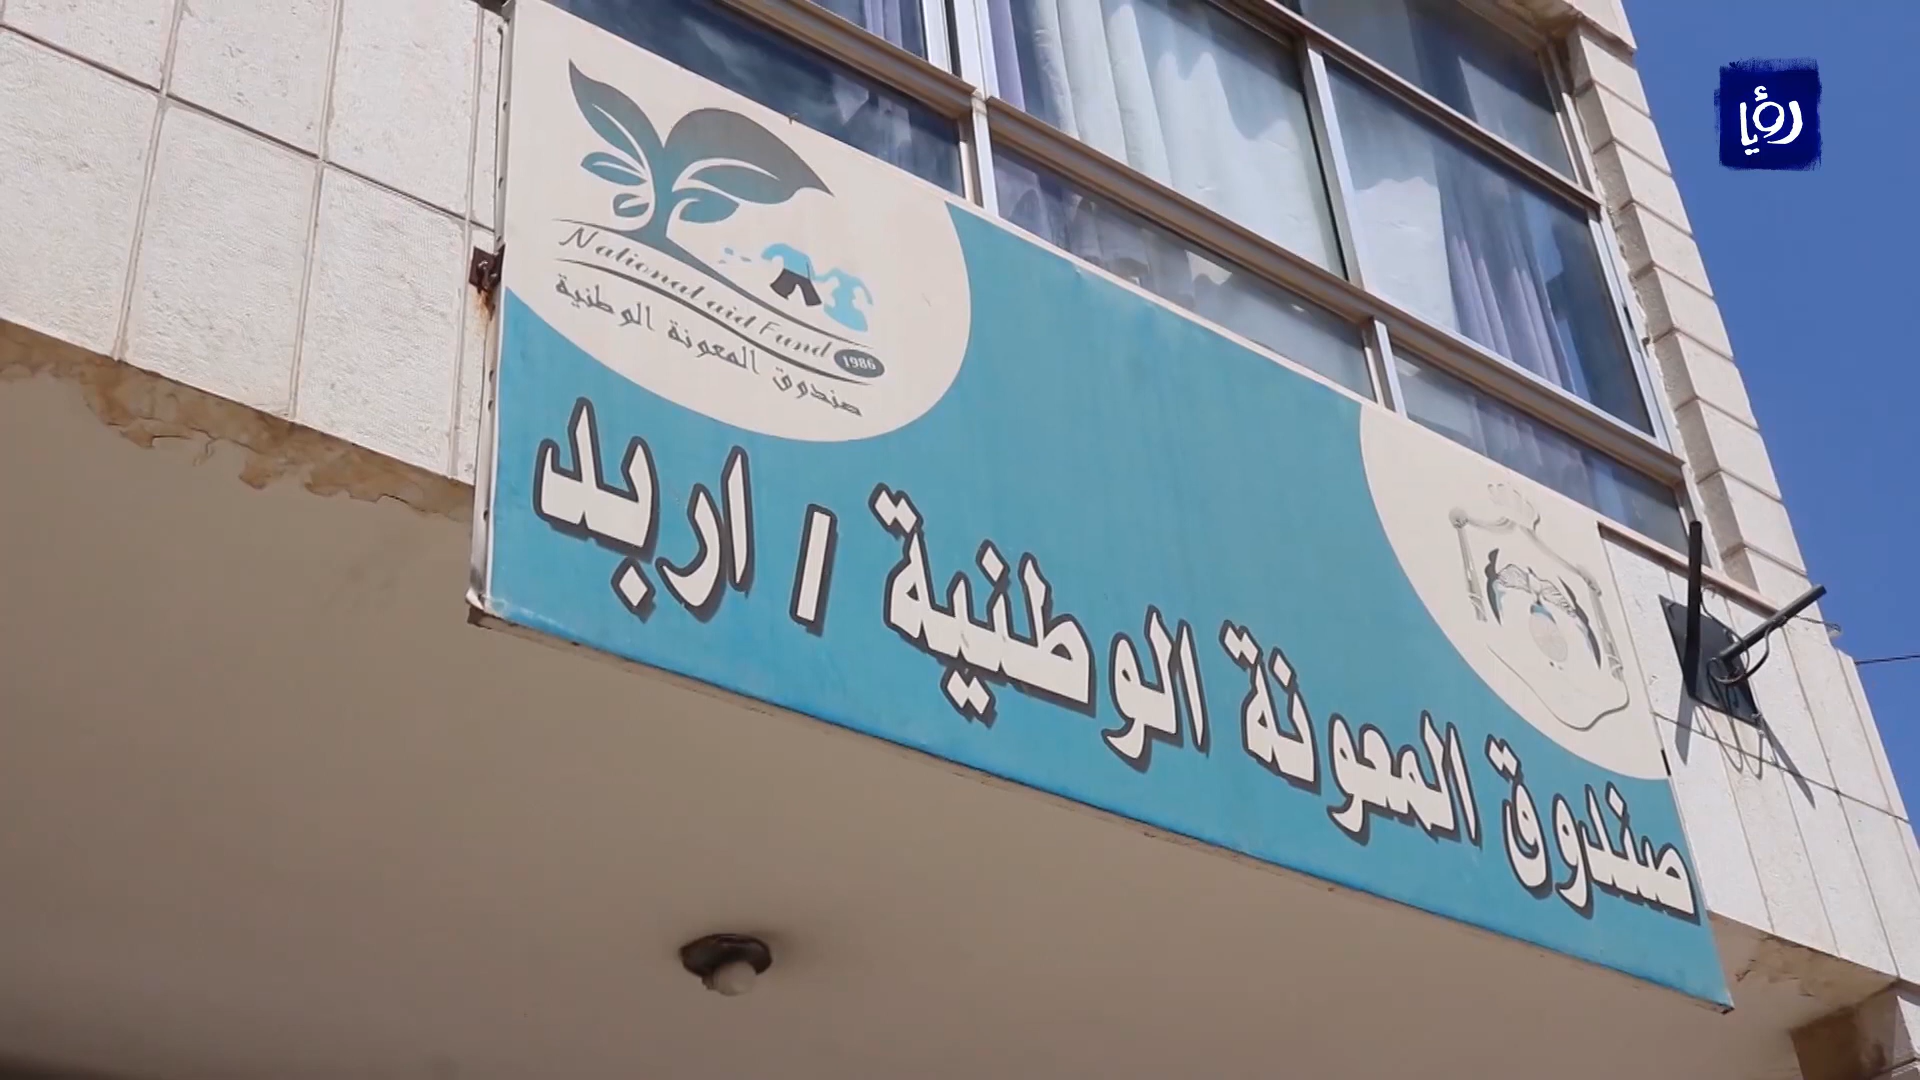 رؤيا
National aid Fund
1986
صندوق المعونة الوطنية
صندوق المعونة الوطنية / اربد